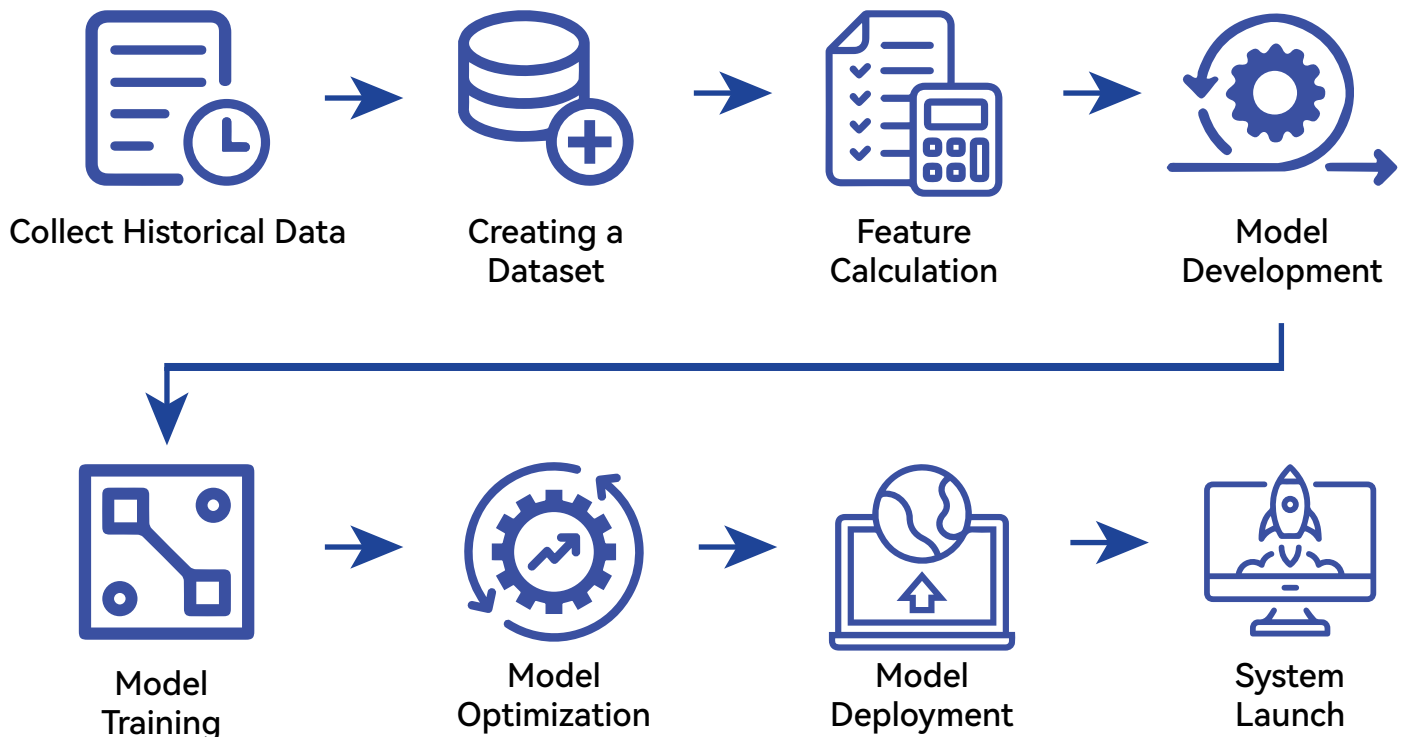 Collect Historical Data
Creating a
Dataset
Feature
Calculation
Model
Development
Model
Training
Model
Optimization
Model
Deployment
System
Launch